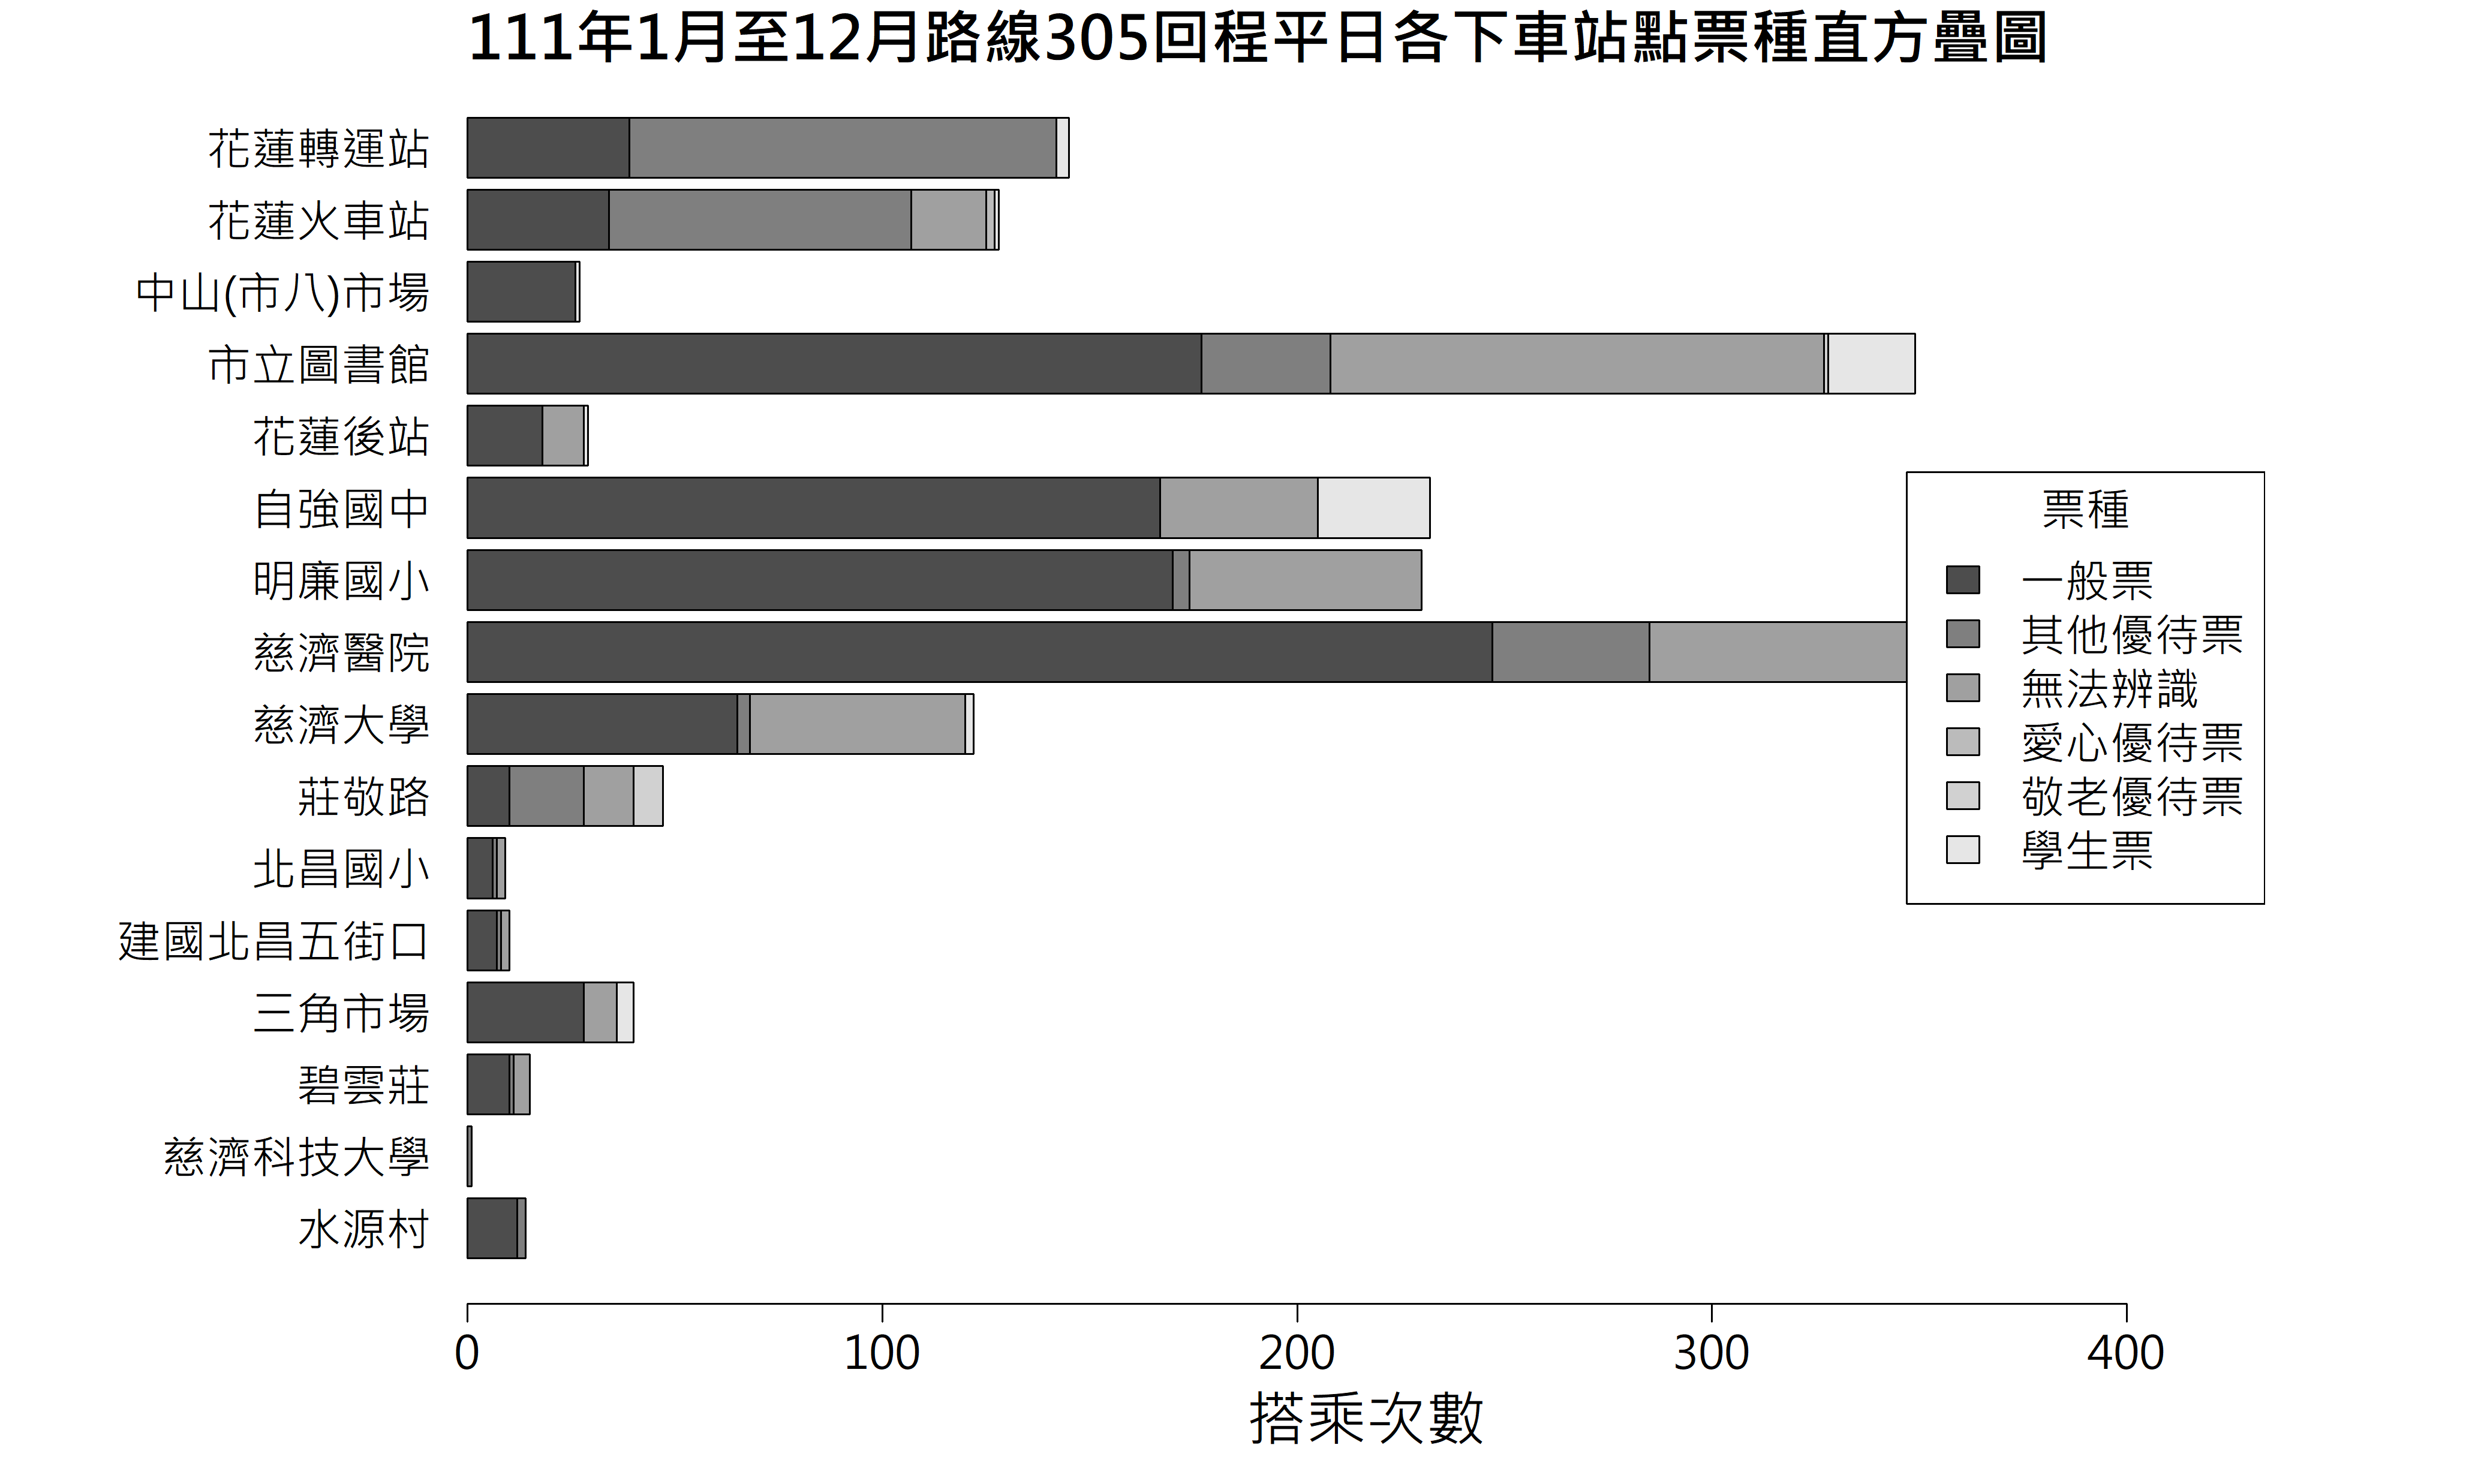 111年1月至12月路線305回程平日各下車站點票種直方疊圖
花蓮轉運站
花蓮火車站
中山(市八)市場
市立圖書館
花蓮後站
自強國中
明廉國小
慈濟醫院
慈濟大學
莊敬路
北昌國小
建國北昌五街口
三角市場
碧雲莊
慈濟科技大學
水源村
票種
一般票
其他優待票
無法辨識
愛心優待票
敬老優待票
學生票
0 100 200 300 400
搭乘次數